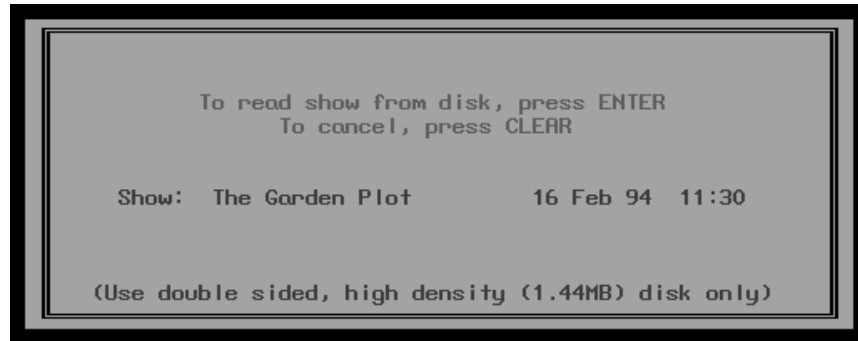 To read show from disk, press ENTER
To cancel, press CLEAR
Show: The Garden Plot 16 Feb 94 11:30
(Use double sided, high density (1.44MB) disk only)